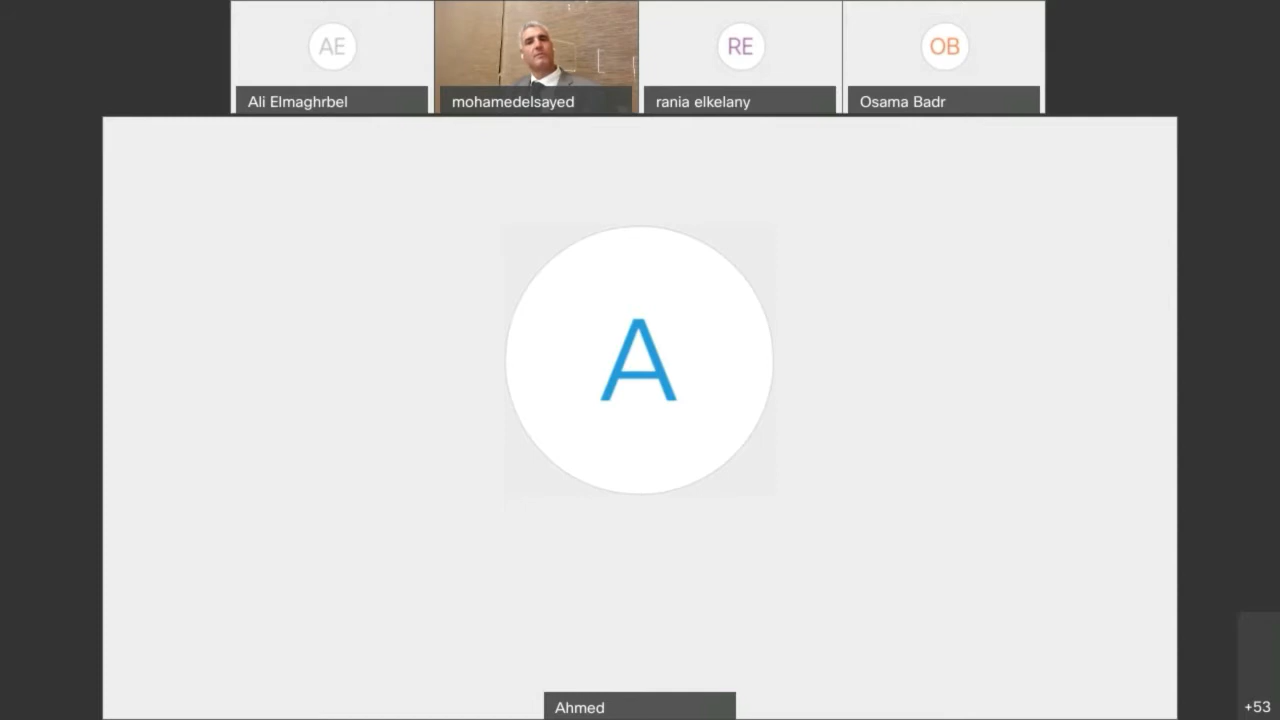 AE
RE
OB
Ali Elmaghrbel
mohamedelsayed
rania elkelany
Osama Badr
A
Ahmed
+53